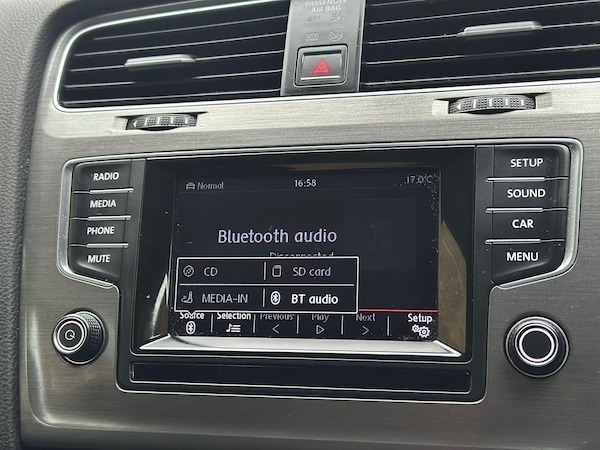 PASSENGER
AIR BAG
RADIO
MEDIA
PHONE
MUTE
Normal
16:58
17.0°C
Bluetooth audio
Disconnected
CD
SD card
MEDIA-IN
BT audio
Source
Selection
Previous
Play
Next
Setup
SETUP
SOUND
CAR
MENU